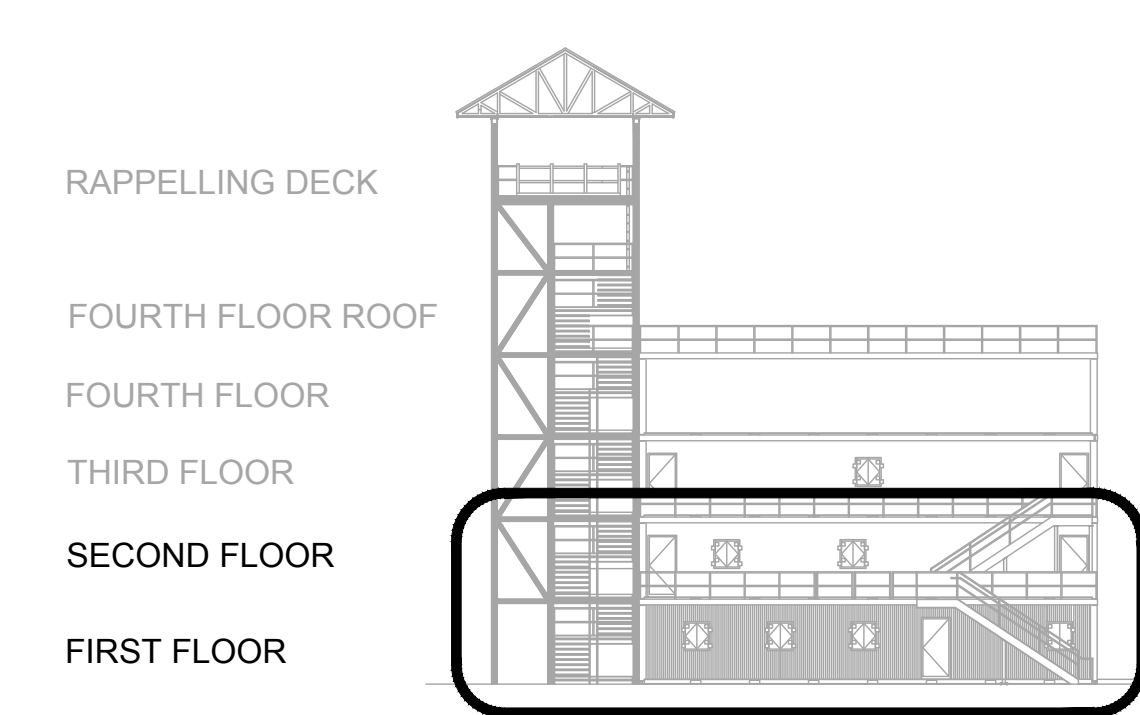 RAPPELLING DECK
FOURTH FLOOR ROOF
FOURTH FLOOR
THIRD FLOOR
SECOND FLOOR
FIRST FLOOR